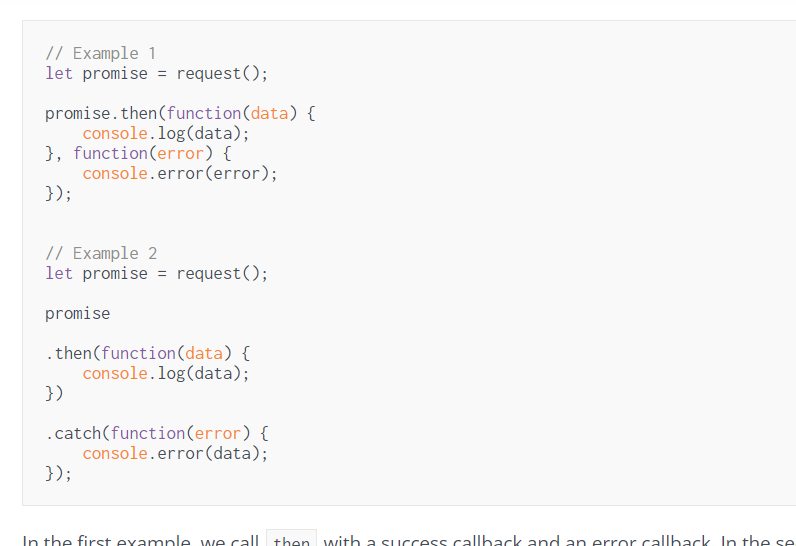 // Example 1
let promise = request();
promise.then(function(data) {
    console.log(data);
}, function(error) {
    console.error(error);
});
// Example 2
let promise = request();
promise
.then(function(data) {
    console.log(data);
})
.catch(function(error) {
    console.error(data);
});
In the first example, we call then with a success callback and an error callback. In the se